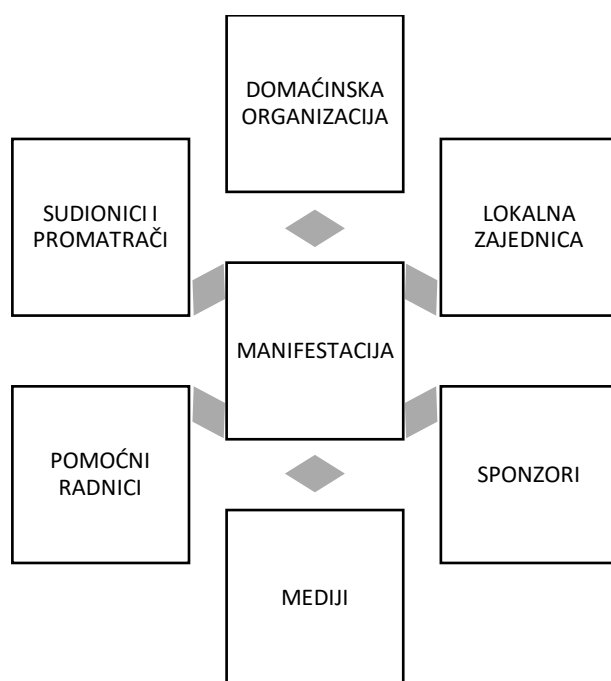 DOMAĆINSKA
ORGANIZACIJA
SUDIONICI I
PROMATRAČI
LOKALNA
ZAJEDNICA
MANIFESTACIJA
POMOĆNI
RADNICI
SPONZORI
MEDIJI